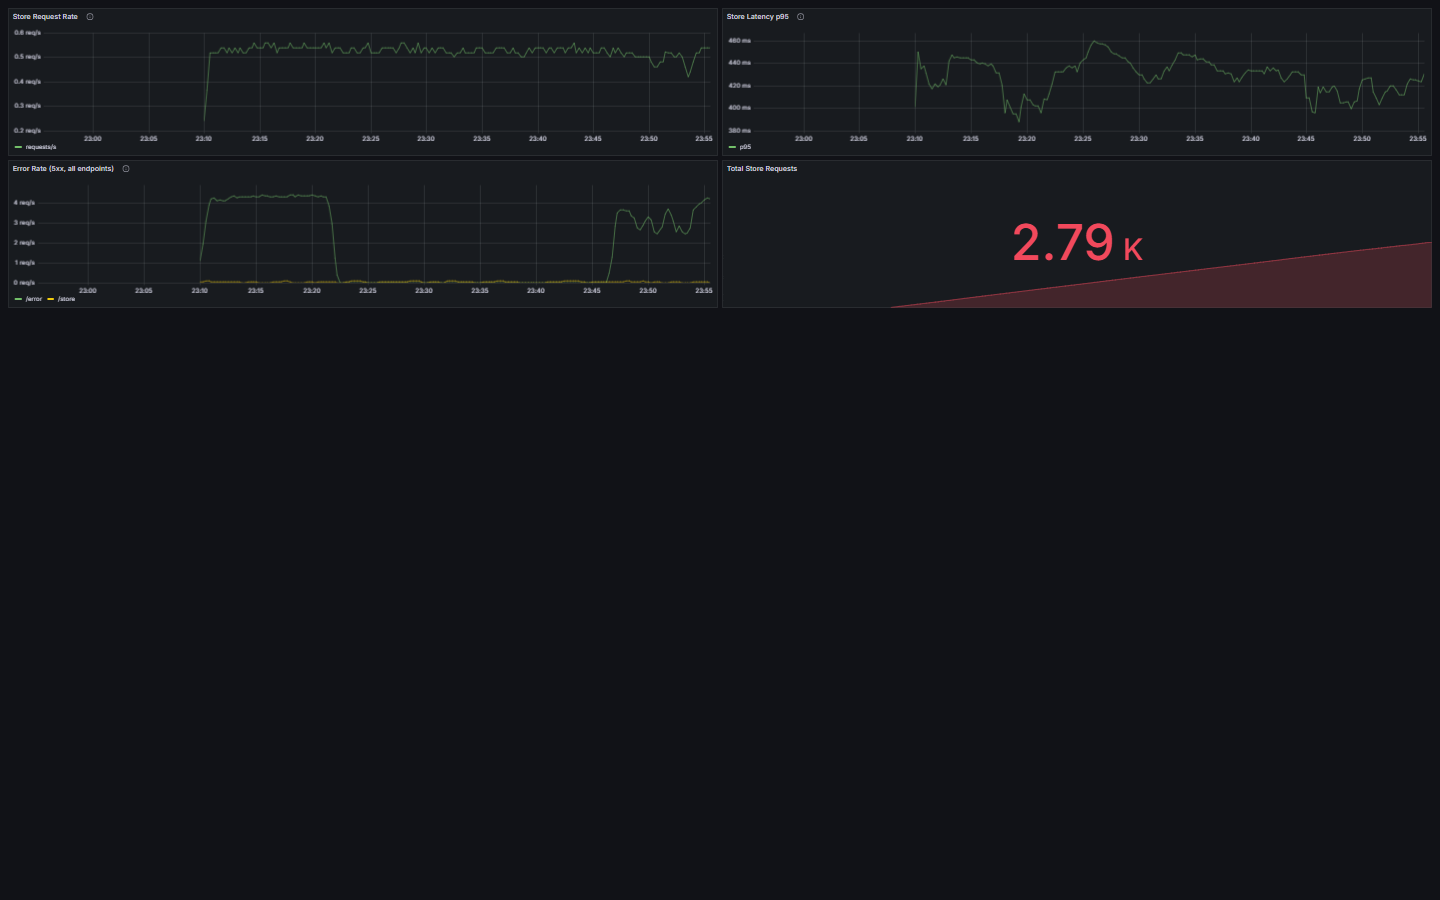 Store Request Rate
0.6 req/s
0.5 req/s
0.4 req/s
0.3 req/s
0.2 req/s
23:00 23:05 23:10 23:15 23:20 23:25 23:30 23:35 23:40 23:45 23:50 23:55
requests/s
Store Latency p95
460 ms
440 ms
420 ms
400 ms
380 ms
23:00 23:05 23:10 23:15 23:20 23:25 23:30 23:35 23:40 23:45 23:50 23:55
p95
Error Rate (5xx, all endpoints)
4 req/s
3 req/s
2 req/s
1 req/s
0 req/s
23:00 23:05 23:10 23:15 23:20 23:25 23:30 23:35 23:40 23:45 23:50 23:55
/error /store
Total Store Requests
2.79 K